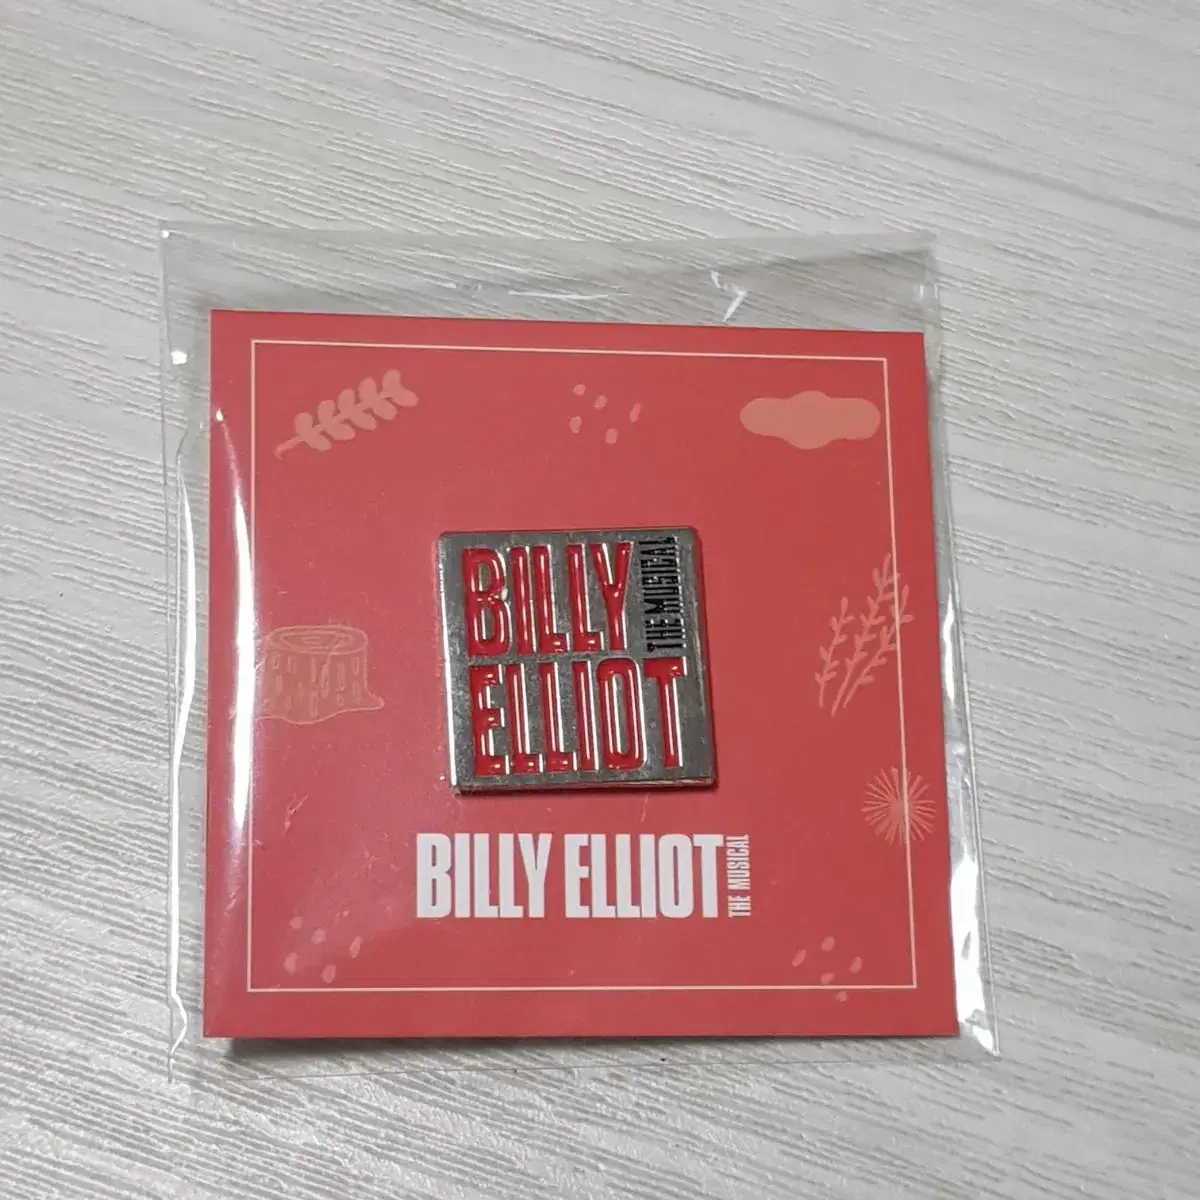 BILLY
THE MUSICAL
ELLIOT
BILLY ELLIOT
THE MUSICAL